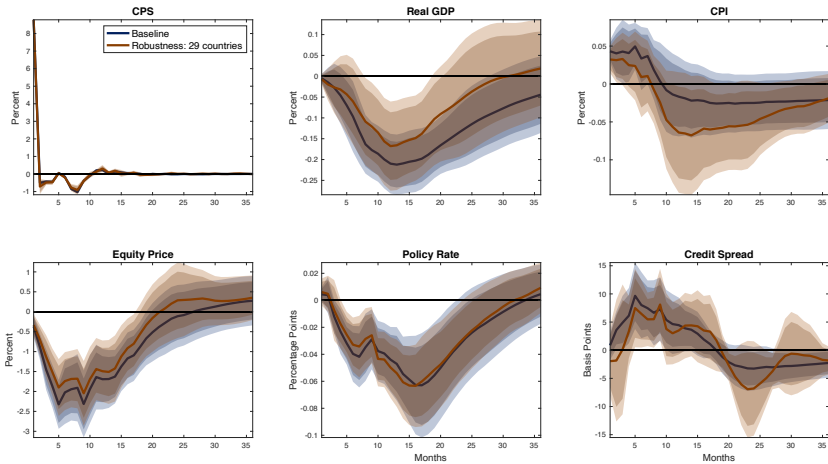 CPS
Percent
8
7
6
5
4
3
2
1
0
-1
5 10 15 20 25 30 35
Baseline
Robustness: 29 countries
Real GDP
Percent
0.1
0.05
0
-0.05
-0.1
-0.15
-0.2
-0.25
5 10 15 20 25 30 35
CPI
Percent
0.05
0
-0.05
-0.1
5 10 15 20 25 30 35
Equity Price
Percent
1
0.5
0
-0.5
-1
-1.5
-2
-2.5
-3
5 10 15 20 25 30 35
Policy Rate
Percentage Points
0.02
0
-0.02
-0.04
-0.06
-0.08
-0.1
5 10 15 20 25 30 35
Months
Credit Spread
Basis Points
15
10
5
0
-5
-10
-15
5 10 15 20 25 30 35
Months